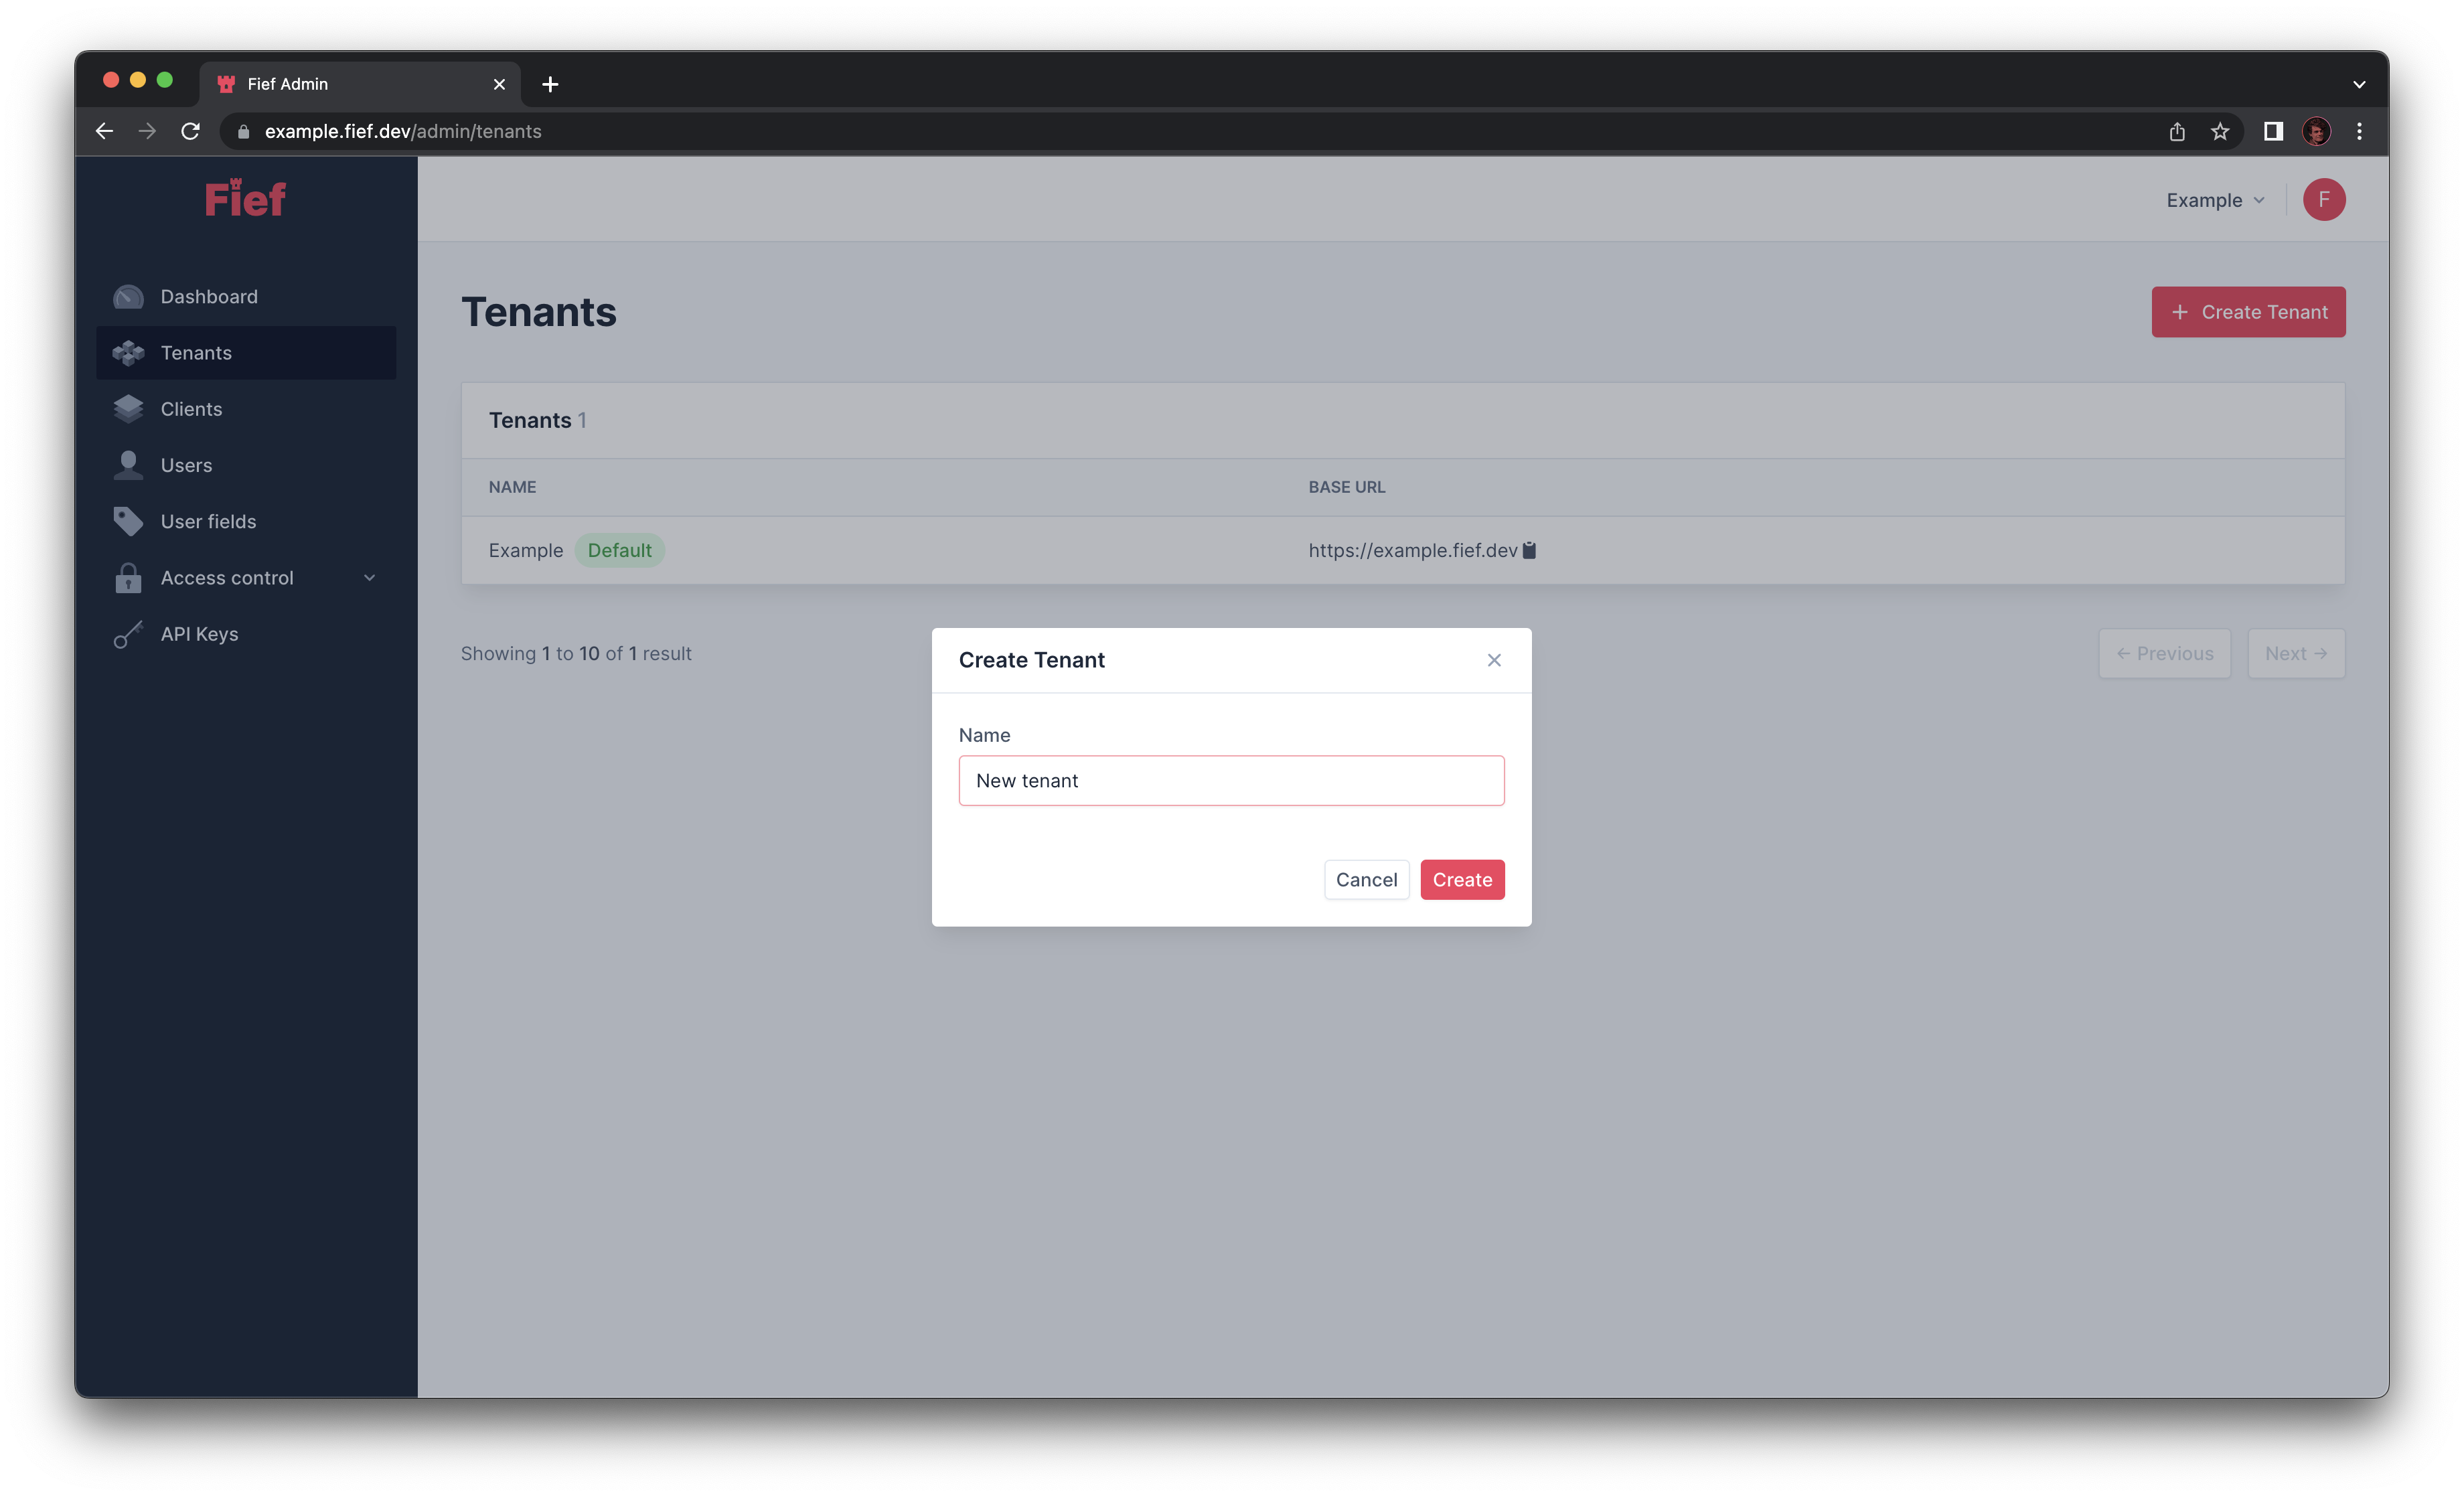 Fief Admin
example.fief.dev/admin/tenants
Fief
Example
F
Dashboard
Tenants
Clients
Users
User fields
Access control
API Keys
Tenants
Create Tenant
Tenants 1
NAME BASE URL
Example Default https://example.fief.dev
Showing 1 to 10 of 1 result
← Previous Next →
Create Tenant
Name
New tenant
Cancel Create